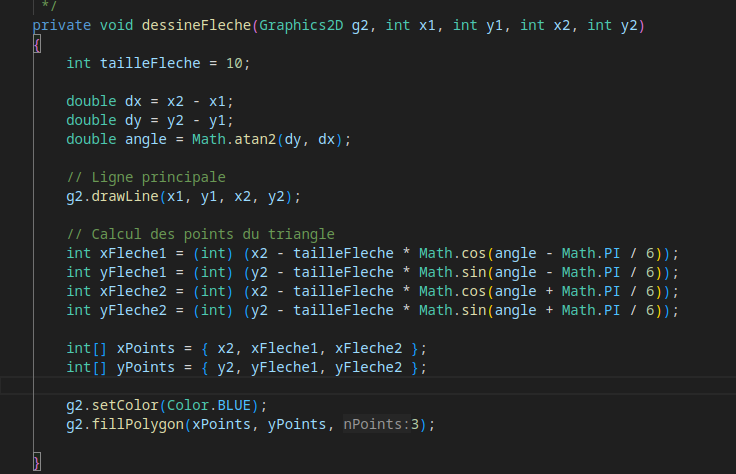 */
private void dessineFleche(Graphics2D g2, int x1, int y1, int x2, int y2)
{
int tailleFleche = 10;
double dx = x2 - x1;
double dy = y2 - y1;
double angle = Math.atan2(dy, dx);
// Ligne principale
g2.drawLine(x1, y1, x2, y2);
// Calcul des points du triangle
int xFleche1 = (int) (x2 - tailleFleche * Math.cos(angle - Math.PI / 6));
int yFleche1 = (int) (y2 - tailleFleche * Math.sin(angle - Math.PI / 6));
int xFleche2 = (int) (x2 - tailleFleche * Math.cos(angle + Math.PI / 6));
int yFleche2 = (int) (y2 - tailleFleche * Math.sin(angle + Math.PI / 6));
int[] xPoints = { x2, xFleche1, xFleche2 };
int[] yPoints = { y2, yFleche1, yFleche2 };
g2.setColor(Color.BLUE);
g2.fillPolygon(xPoints, yPoints, nPoints:3);
}